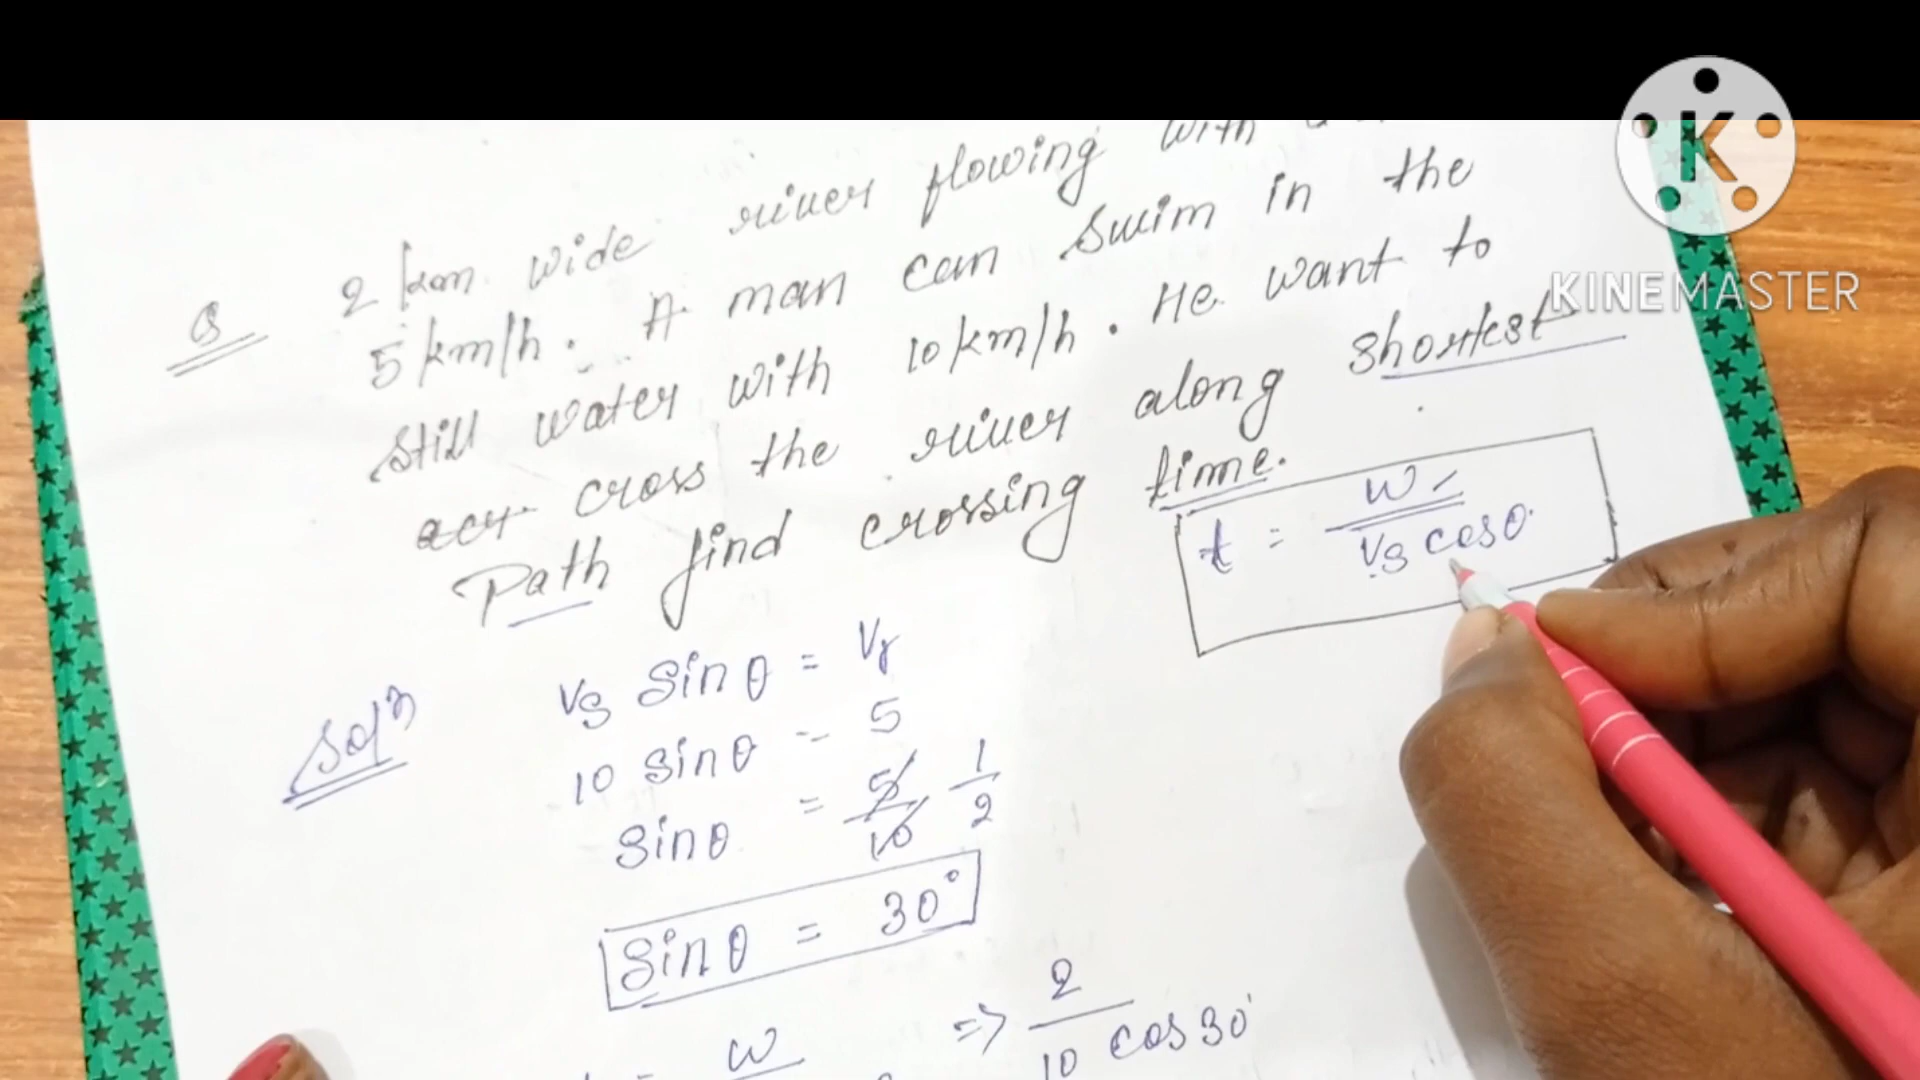 Q 2 km wide river flowing with
5 km/h. A man can swim in the
still water with 10 km/h. He want to
cross the river along shortest
Path find crossing time.
t = w / vs cosθ
Solⁿ vs sinθ = vr
10 sinθ = 5
sinθ = 5/10 1/2
sinθ = 30°
w => 2 / 10 cos 30°
K
KINEMASTER